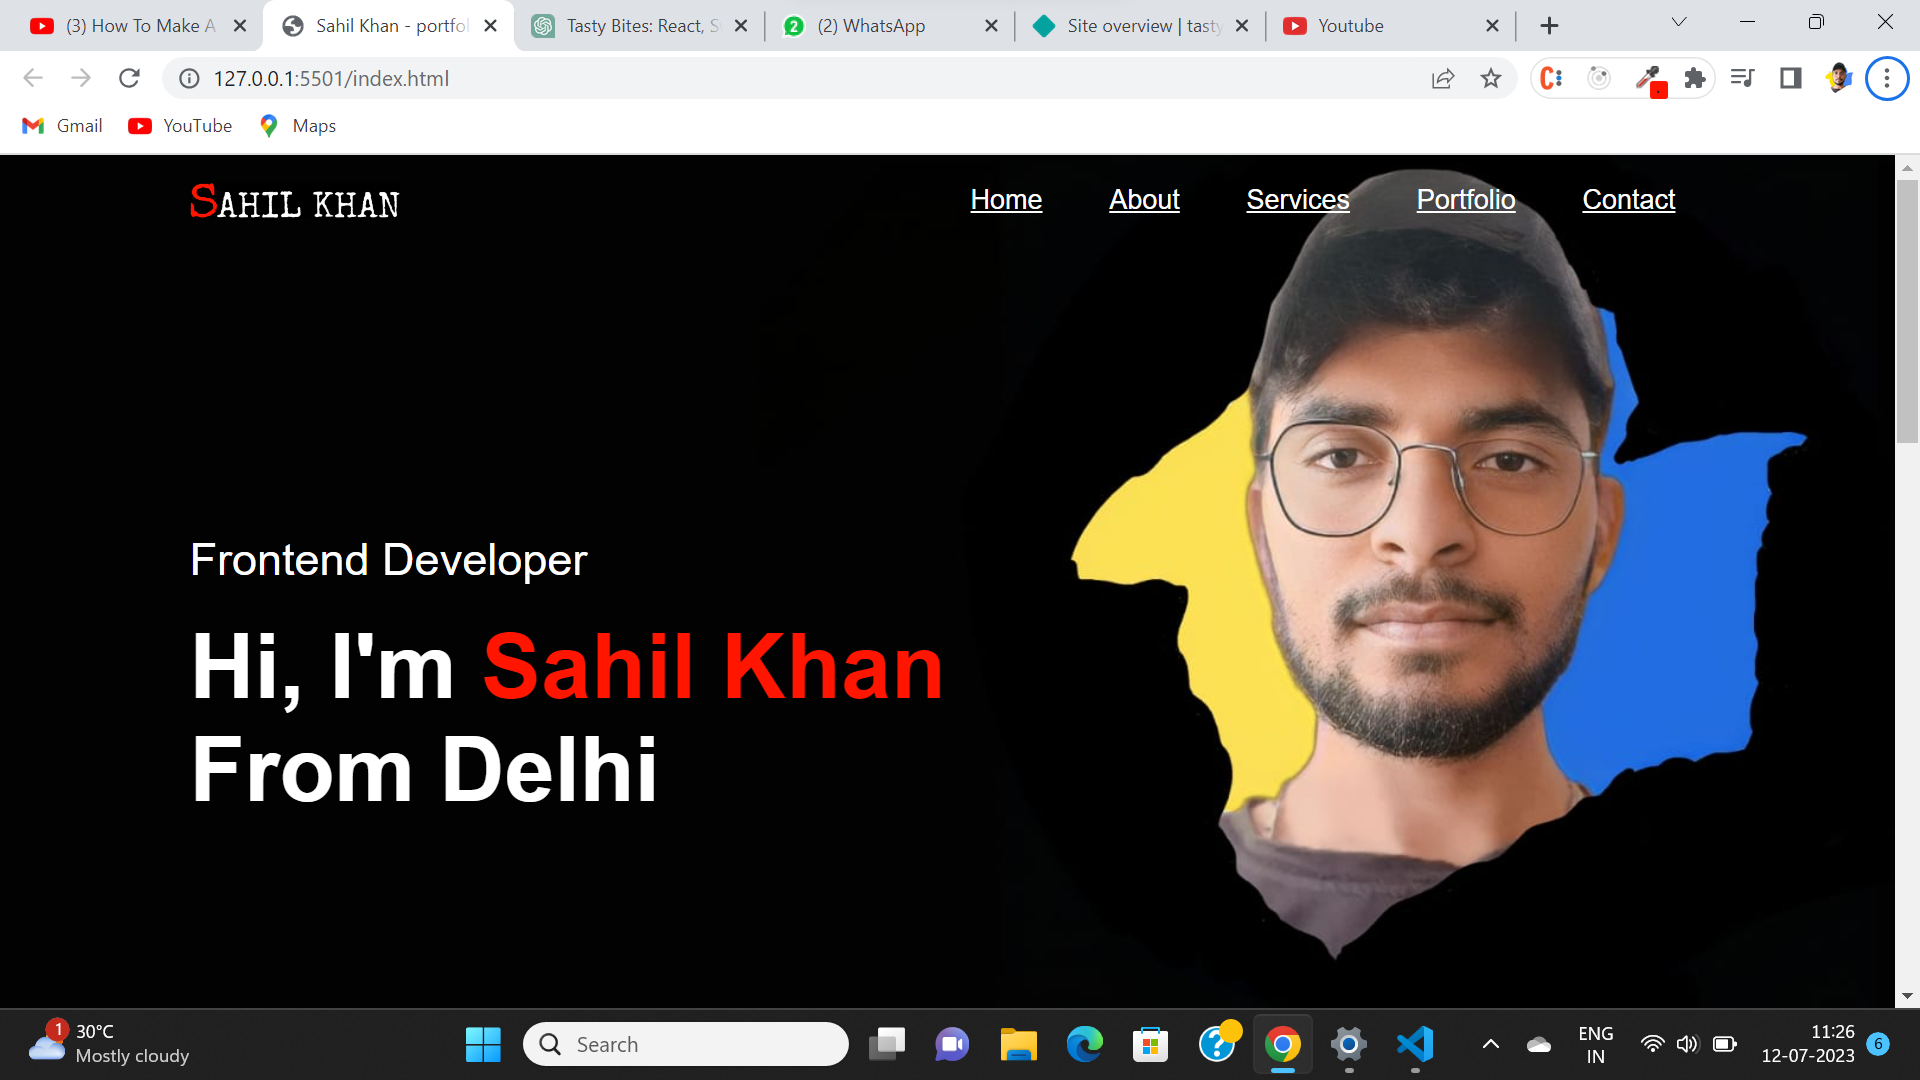 (3) How To Make A
Sahil Khan - portfol
Tasty Bites: React, S
2 (2) WhatsApp
Site overview | tasty
Youtube
127.0.0.1:5501/index.html
Gmail
YouTube
Maps
SAHIL KHAN
Home About Services Portfolio Contact
Frontend Developer
Hi, I'm Sahil Khan
From Delhi
1
30°C
Mostly cloudy
Search
ENG
IN
11:26
12-07-2023
6